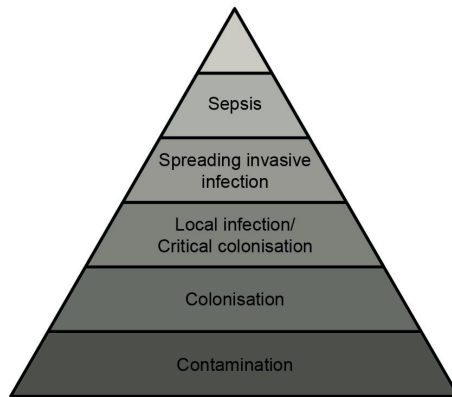 Sepsis
Spreading invasive
infection
Local infection/
Critical colonisation
Colonisation
Contamination